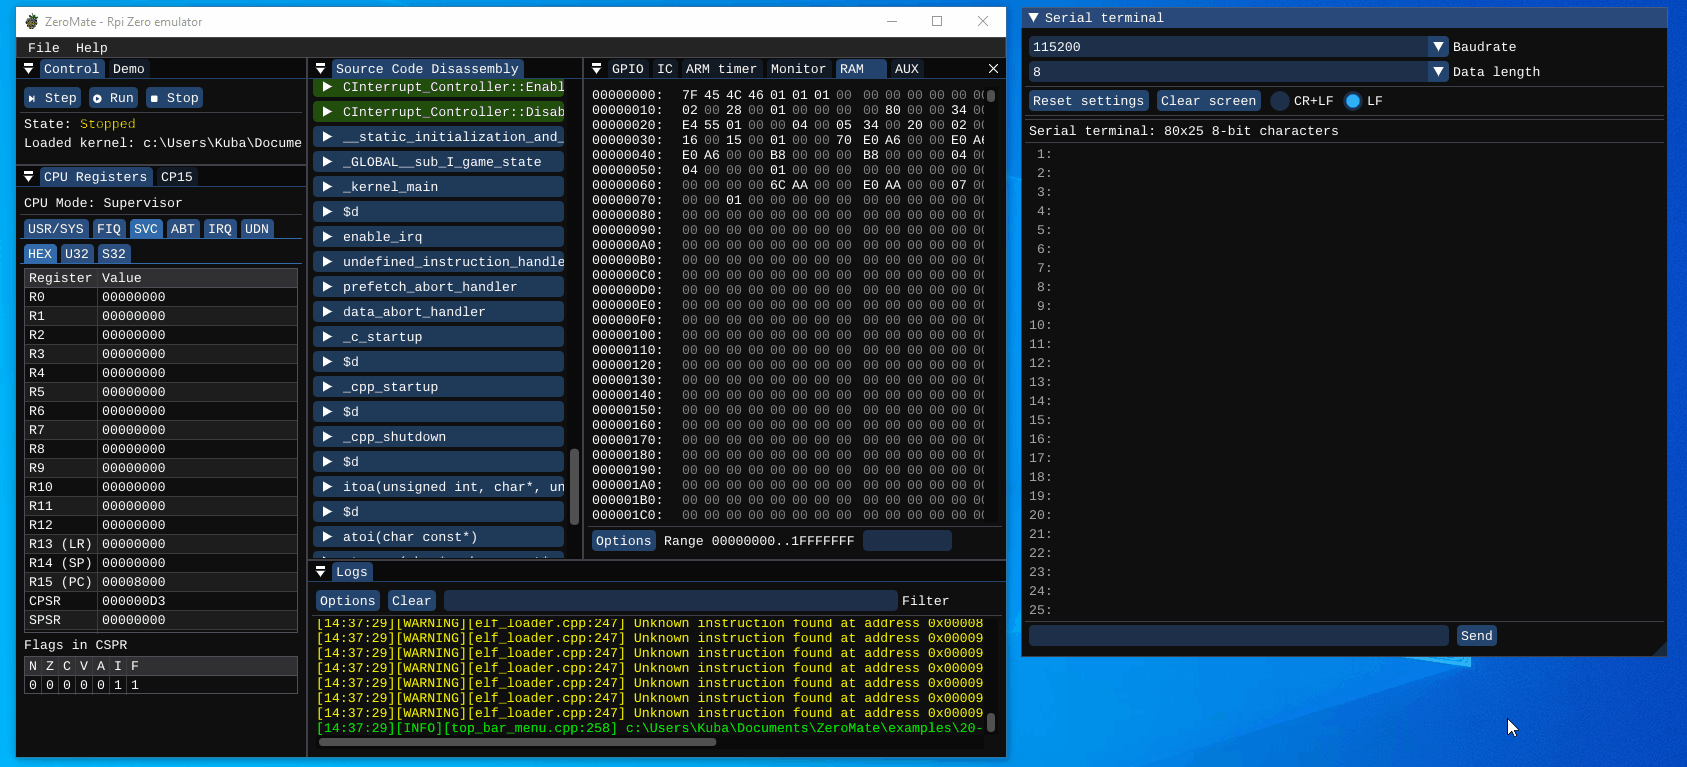 ZeroMate - Rpi Zero emulator
File Help
Control Demo
Step Run Stop
State: Stopped
Loaded kernel: c:\Users\Kuba\Docume
CPU Registers CP15
CPU Mode: Supervisor
USR/SYS FIQ SVC ABT IRQ UDN
HEX U32 S32
Register Value
R0 00000000
R1 00000000
R2 00000000
R3 00000000
R4 00000000
R5 00000000
R6 00000000
R7 00000000
R8 00000000
R9 00000000
R10 00000000
R11 00000000
R12 00000000
R13 (LR) 00000000
R14 (SP) 00000000
R15 (PC) 00008000
CPSR 000000D3
SPSR 00000000
Flags in CSPR
N Z C V A I F
0 0 0 0 0 1 1
Source Code Disassembly
CInterrupt_Controller::Enabl
CInterrupt_Controller::Disab
__static_initialization_and_
_GLOBAL__sub_I_game_state
_kernel_main
$d
enable_irq
undefined_instruction_handle
prefetch_abort_handler
data_abort_handler
_c_startup
$d
_cpp_startup
$d
_cpp_shutdown
$d
itoa(unsigned int, char*, un
$d
atoi(char const*)
GPIO IC ARM timer Monitor RAM AUX
00000000: 7F 45 4C 46 01 01 01 00 00 00 00 00 00 00
00000010: 02 00 28 00 01 00 00 00 00 80 00 00 34 00
00000020: E4 55 01 00 00 04 00 05 34 00 20 00 02 00
00000030: 16 00 15 00 01 00 00 70 E0 A6 00 00 E0 A6
00000040: E0 A6 00 00 B8 00 00 00 B8 00 00 00 04 00
00000050: 04 00 00 00 01 00 00 00 00 00 00 00 00 00
00000060: 00 00 00 00 6C AA 00 00 E0 AA 00 00 07 00
00000070: 00 00 01 00 00 00 00 00 00 00 00 00 00 00
00000080: 00 00 00 00 00 00 00 00 00 00 00 00 00 00
00000090: 00 00 00 00 00 00 00 00 00 00 00 00 00 00
000000A0: 00 00 00 00 00 00 00 00 00 00 00 00 00 00
000000B0: 00 00 00 00 00 00 00 00 00 00 00 00 00 00
000000C0: 00 00 00 00 00 00 00 00 00 00 00 00 00 00
000000D0: 00 00 00 00 00 00 00 00 00 00 00 00 00 00
000000E0: 00 00 00 00 00 00 00 00 00 00 00 00 00 00
000000F0: 00 00 00 00 00 00 00 00 00 00 00 00 00 00
00000100: 00 00 00 00 00 00 00 00 00 00 00 00 00 00
00000110: 00 00 00 00 00 00 00 00 00 00 00 00 00 00
00000120: 00 00 00 00 00 00 00 00 00 00 00 00 00 00
00000130: 00 00 00 00 00 00 00 00 00 00 00 00 00 00
00000140: 00 00 00 00 00 00 00 00 00 00 00 00 00 00
00000150: 00 00 00 00 00 00 00 00 00 00 00 00 00 00
00000160: 00 00 00 00 00 00 00 00 00 00 00 00 00 00
00000170: 00 00 00 00 00 00 00 00 00 00 00 00 00 00
00000180: 00 00 00 00 00 00 00 00 00 00 00 00 00 00
00000190: 00 00 00 00 00 00 00 00 00 00 00 00 00 00
000001A0: 00 00 00 00 00 00 00 00 00 00 00 00 00 00
000001B0: 00 00 00 00 00 00 00 00 00 00 00 00 00 00
000001C0: 00 00 00 00 00 00 00 00 00 00 00 00 00 00
Options Range 00000000..1FFFFFFF
Logs
Options Clear Filter
[14:37:29][WARNING][elf_loader.cpp:247] Unknown instruction found at address 0x00008
[14:37:29][WARNING][elf_loader.cpp:247] Unknown instruction found at address 0x00009
[14:37:29][WARNING][elf_loader.cpp:247] Unknown instruction found at address 0x00009
[14:37:29][WARNING][elf_loader.cpp:247] Unknown instruction found at address 0x00009
[14:37:29][WARNING][elf_loader.cpp:247] Unknown instruction found at address 0x00009
[14:37:29][WARNING][elf_loader.cpp:247] Unknown instruction found at address 0x00009
[14:37:29][WARNING][elf_loader.cpp:247] Unknown instruction found at address 0x00009
[14:37:29][INFO][top_bar_menu.cpp:258] c:\Users\Kuba\Documents\ZeroMate\examples\20-
Serial terminal
115200 Baudrate
8 Data length
Reset settings Clear screen CR+LF LF
Serial terminal: 80x25 8-bit characters
1:
2:
3:
4:
5:
6:
7:
8:
9:
10:
11:
12:
13:
14:
15:
16:
17:
18:
19:
20:
21:
22:
23:
24:
25:
Send